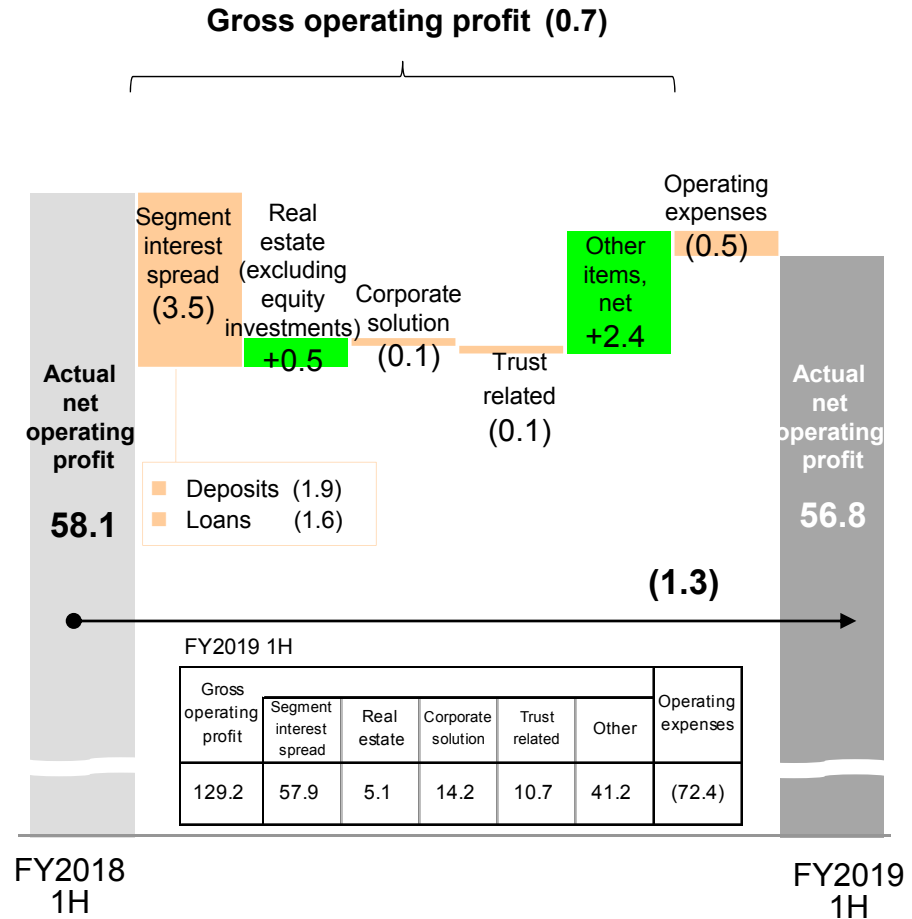 Gross operating profit (0.7)
Segment
interest
spread
(3.5)
Real
estate
(excluding
equity
investments)
+0.5
Corporate
solution
(0.1)
Trust
related
(0.1)
Other
items,
net
+2.4
Operating
expenses
(0.5)
Actual
net
operating
profit
58.1
Deposits (1.9)
Loans (1.6)
Actual
net
operating
profit
56.8
(1.3)
FY2019 1H
Gross
operating
profit
Segment
interest
spread
Real
estate
Corporate
solution
Trust
related
Other
Operating
expenses
129.2 57.9 5.1 14.2 10.7 41.2 (72.4)
FY2018
1H
FY2019
1H